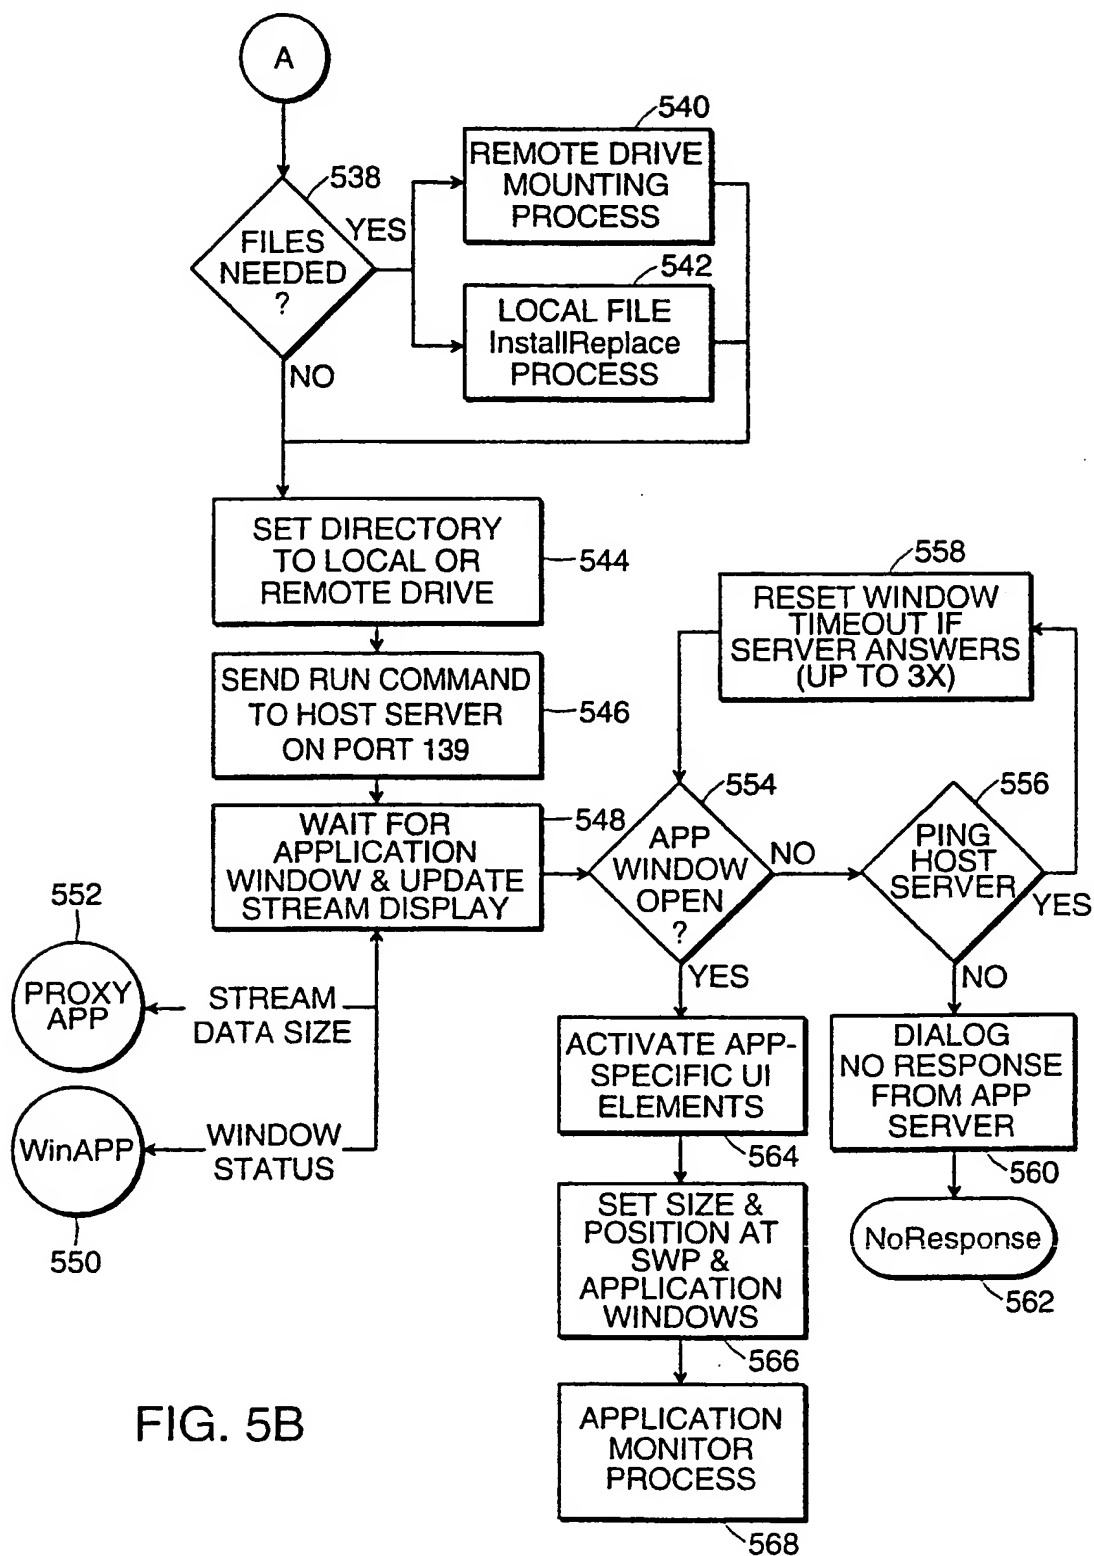 A
538
FILES
NEEDED
?
YES
NO
540
REMOTE DRIVE
MOUNTING
PROCESS
542
LOCAL FILE
InstallReplace
PROCESS
SET DIRECTORY
TO LOCAL OR
REMOTE DRIVE
544
SEND RUN COMMAND
TO HOST SERVER
ON PORT 139
546
WAIT FOR
APPLICATION
WINDOW & UPDATE
STREAM DISPLAY
548
552
PROXY
APP
STREAM
DATA SIZE
WinAPP
WINDOW
STATUS
550
558
RESET WINDOW
TIMEOUT IF
SERVER ANSWERS
(UP TO 3X)
554
APP
WINDOW
OPEN
?
NO
YES
556
PING
HOST
SERVER
YES
NO
ACTIVATE APP-
SPECIFIC UI
ELEMENTS
564
DIALOG
NO RESPONSE
FROM APP
SERVER
560
NoResponse
562
SET SIZE &
POSITION AT
SWP &
APPLICATION
WINDOWS
566
APPLICATION
MONITOR
PROCESS
568
FIG. 5B